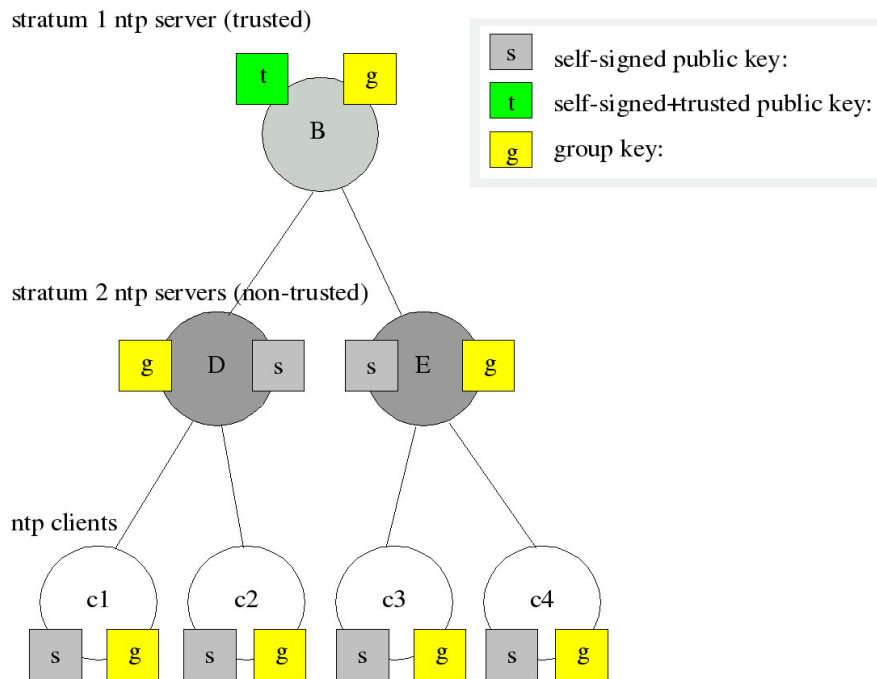 stratum 1 ntp server (trusted)
t
g
B
s
self-signed public key:
t
self-signed+trusted public key:
g
group key:
stratum 2 ntp servers (non-trusted)
g
D
s
s
E
g
ntp clients
c1
c2
c3
c4
s
g
s
g
s
g
s
g